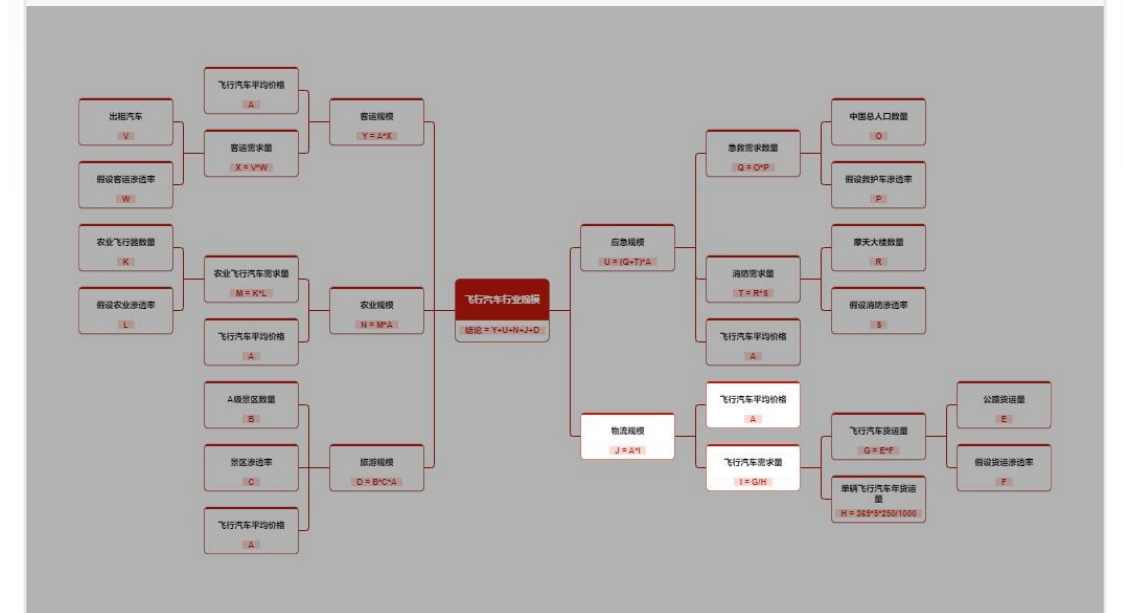 飞行汽车平均价格
A
出租汽车
V
客运规模
Y = A*X
客运需求量
X = V*W
假设客运渗透率
W
农业飞行器数量
K
农业飞行汽车需求量
M = K*L
假设农业渗透率
L
农业规模
N = M*A
飞行汽车平均价格
A
A级景区数量
B
景区渗透率
C
旅游规模
D = B*C*A
飞行汽车平均价格
A
飞行汽车行业规模
结论 = Y+U+N+J+D
应急规模
U = (Q+T)*A
急救需求数量
Q = O*P
中国总人口数量
O
假设救护车渗透率
P
消防需求量
T = R*S
摩天大楼数量
R
假设消防渗透率
S
飞行汽车平均价格
A
物流规模
J = A*I
飞行汽车平均价格
A
飞行汽车需求量
I = G/H
飞行汽车货运量
G = E*F
公路货运量
E
假设货运渗透率
F
单辆飞行汽车年货运
量
H = 365*5*250/1000